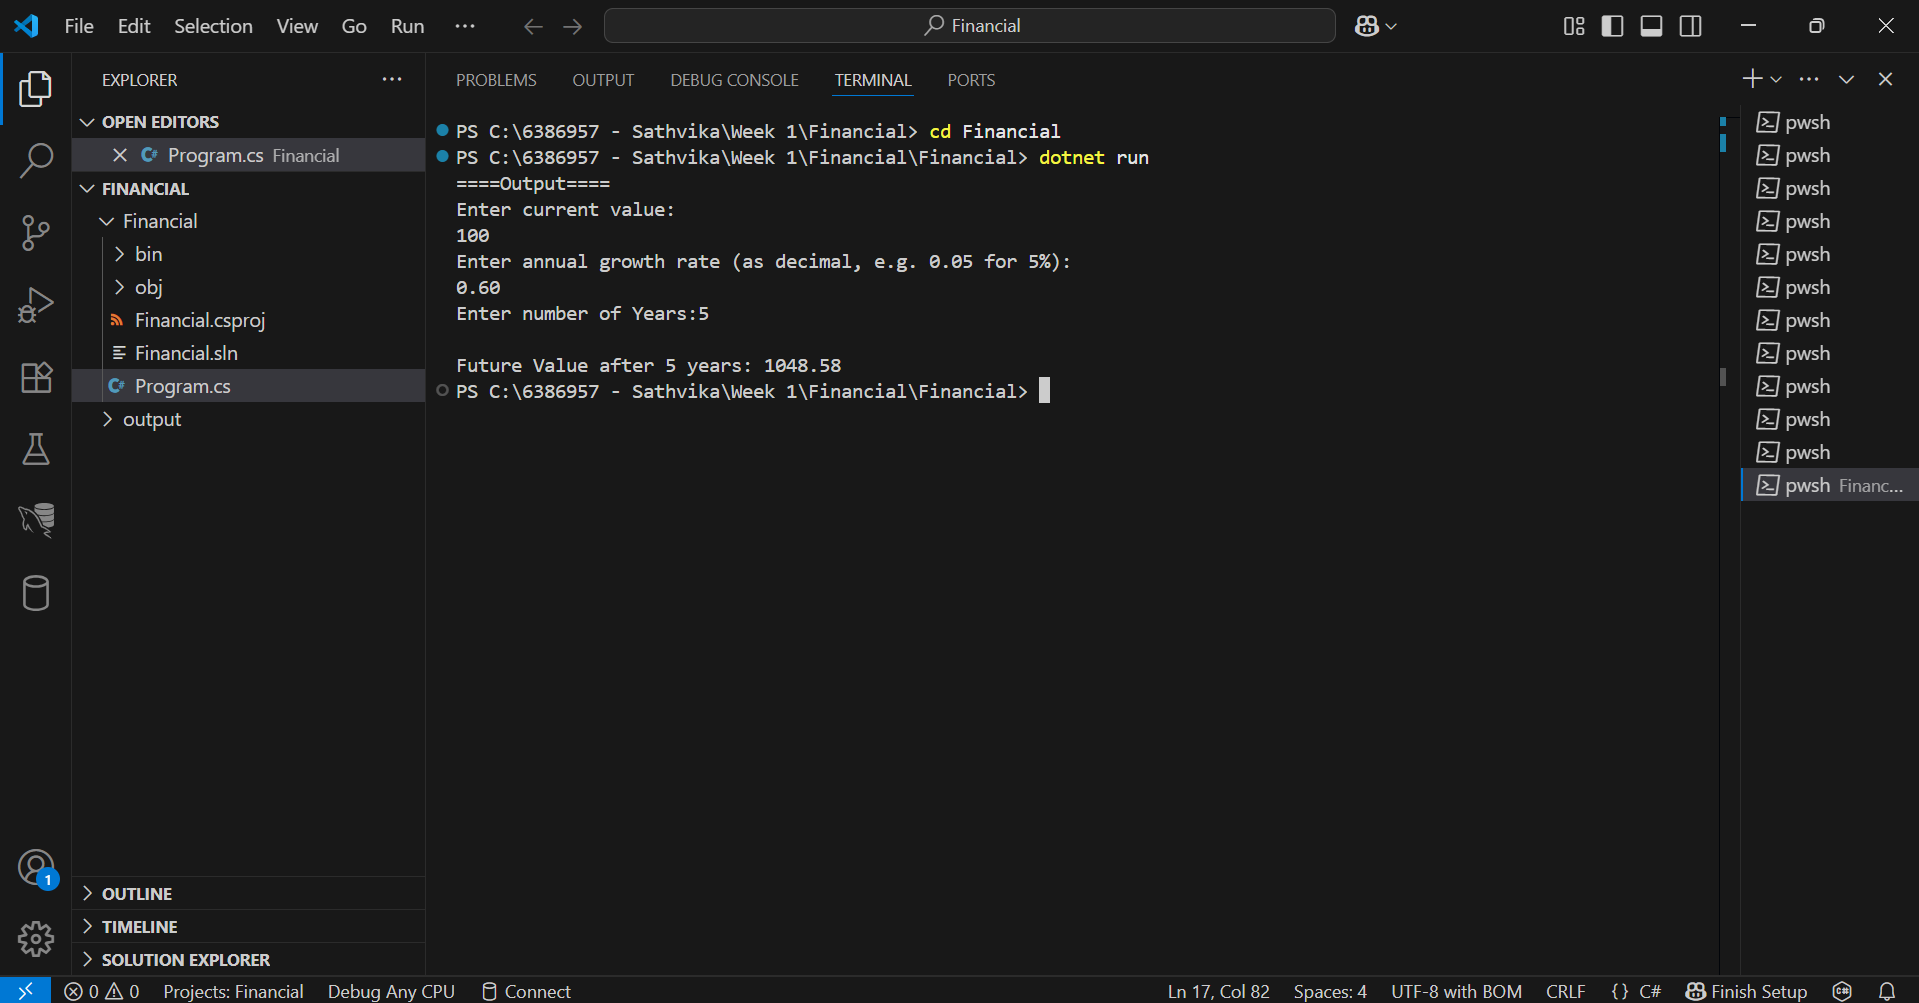 File Edit Selection View Go Run ··· Financial
EXPLORER ···
OPEN EDITORS
Program.cs Financial
FINANCIAL
Financial
bin
obj
Financial.csproj
Financial.sln
Program.cs
output
OUTLINE
TIMELINE
SOLUTION EXPLORER
1
PROBLEMS OUTPUT DEBUG CONSOLE TERMINAL PORTS
PS C:\6386957 - Sathvika\Week 1\Financial> cd Financial
PS C:\6386957 - Sathvika\Week 1\Financial\Financial> dotnet run
====Output====
Enter current value:
100
Enter annual growth rate (as decimal, e.g. 0.05 for 5%):
0.60
Enter number of Years:5
Future Value after 5 years: 1048.58
PS C:\6386957 - Sathvika\Week 1\Financial\Financial>
pwsh
pwsh
pwsh
pwsh
pwsh
pwsh
pwsh
pwsh
pwsh
pwsh
pwsh
pwsh Financ...
0 0 Projects: Financial Debug Any CPU Connect Ln 17, Col 82 Spaces: 4 UTF-8 with BOM CRLF {} C# Finish Setup